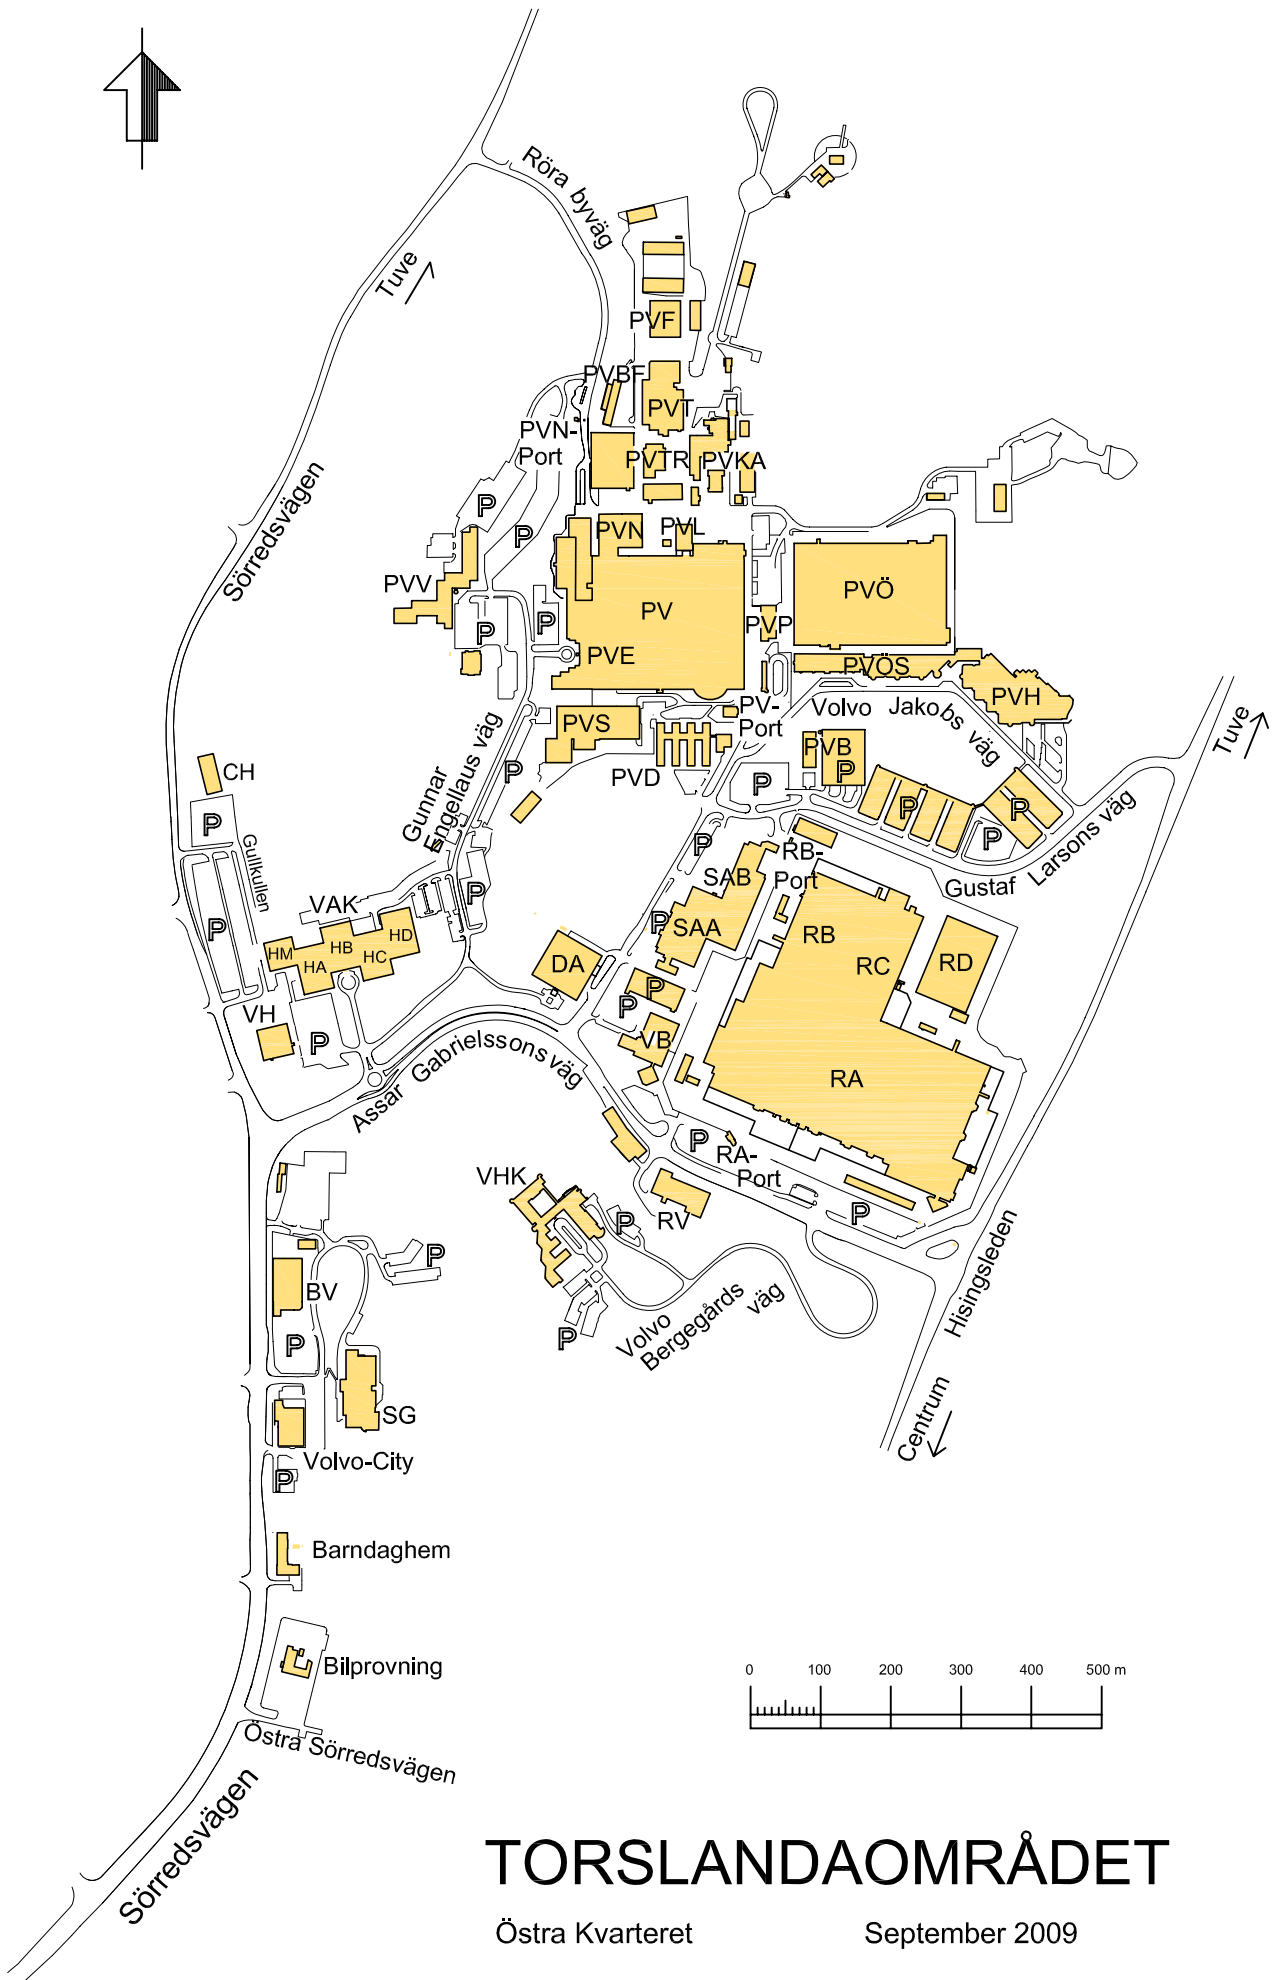 Röra byväg
Tuve
PVF
PVBF
PVT
PVN-
Port
PVTR
PVKA
Sörredsvägen
P
P
PVN
PVL
PVV
PV
PVÖ
P
P
PVP
PVE
PVÖS
PVH
PV-
Port
Volvo Jakobs väg
Tuve
PVS
PVB
Gunnar
Engellaus väg
PVD
CH
P
P
P
P
P
P
P
P
Gullkullen
Gustaf Larsons väg
RB-
Port
SAB
VAK
P
P
P
HM
HA
HB
HC
HD
SAA
RB
RC
RD
DA
P
P
VH
P
VB
RA
Assar Gabrielssons väg
P
RA-
Port
VHK
RV
P
P
P
BV
P
Volvo
Bergegårds väg
Hisingsleden
P
P
Centrum
SG
Volvo-City
P
Barndaghem
Bilprovning
0 100 200 300 400 500 m
Östra Sörredsvägen
Sörredsvägen
TORSLANDAOMRÅDET
Östra Kvarteret September 2009